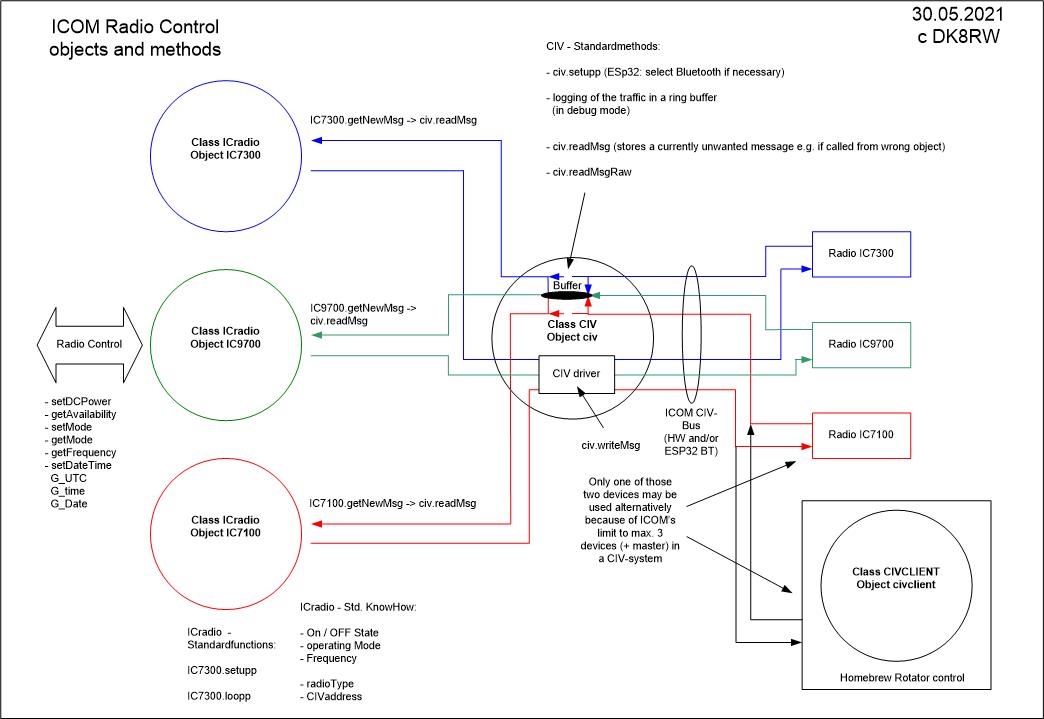 ICOM Radio Control
objects and methods
30.05.2021
c DK8RW
CIV - Standardmethods:
- civ.setupp (ESp32: select Bluetooth if necessary)
- logging of the traffic in a ring buffer
(in debug mode)
- civ.readMsg (stores a currently unwanted message e.g. if called from wrong object)
- civ.readMsgRaw
Class ICradio
Object IC7300
IC7300.getNewMsg -> civ.readMsg
Radio IC7300
Buffer
Class CIV
Object civ
CIV driver
civ.writeMsg
ICOM CIV-
Bus
(HW and/or
ESP32 BT)
Radio Control
Class ICradio
Object IC9700
IC9700.getNewMsg ->
civ.readMsg
Radio IC9700
- setDCPower
- getAvailability
- setMode
- getMode
- getFrequency
- setDateTime
G_UTC
G_time
G_Date
Class ICradio
Object IC7100
IC7100.getNewMsg -> civ.readMsg
Radio IC7100
Only one of those
two devices may be
used alternatively
because of ICOM's
limit to max. 3
devices (+ master) in
a CIV-system
Class CIVCLIENT
Object civclient
Homebrew Rotator control
ICradio -
Standardfunctions:
IC7300.setupp
IC7300.loopp
ICradio - Std. KnowHow:
- On / OFF State
- operating Mode
- Frequency
- radioType
- CIVaddress